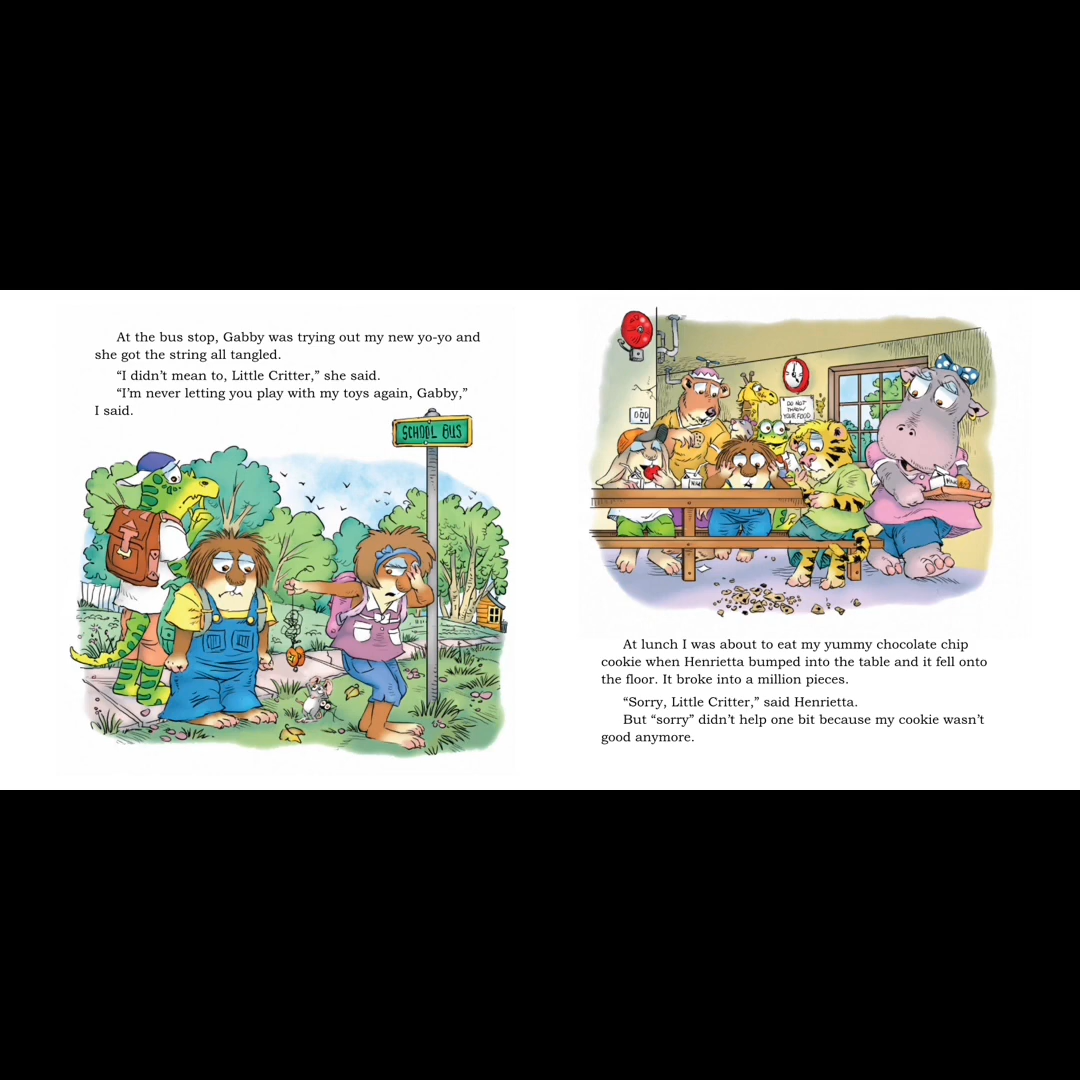 At the bus stop, Gabby was trying out my new yo-yo and
she got the string all tangled.
“I didn’t mean to, Little Critter,” she said.
“I’m never letting you play with my toys again, Gabby,”
I said.
SCHOOL BUS
DO NOT
THROW
YOUR FOOD
MILK
At lunch I was about to eat my yummy chocolate chip
cookie when Henrietta bumped into the table and it fell onto
the floor. It broke into a million pieces.
“Sorry, Little Critter,” said Henrietta.
But “sorry” didn’t help one bit because my cookie wasn’t
good anymore.